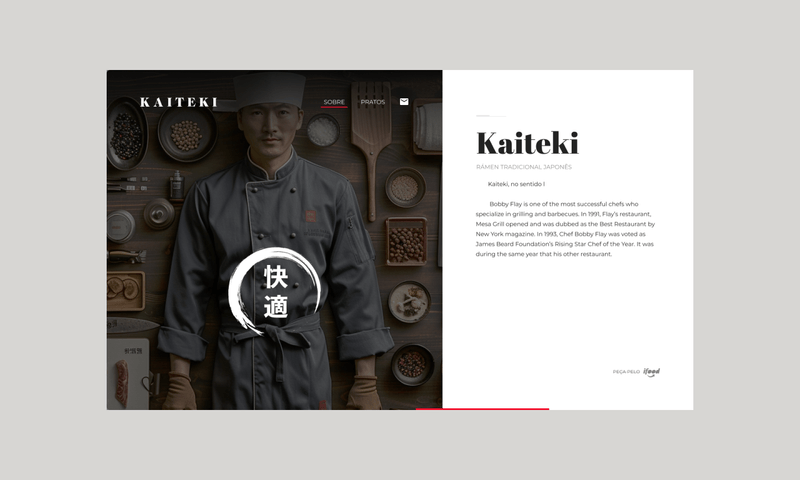 KAITEKI
SOBRE PRATOS
快
適
Kaiteki
RÁMEN TRADICIONAL JAPONÊS
Kaiteki, no sentido l
Bobby Flay is one of the most successful chefs who
specialize in grilling and barbecues. In 1991, Flay's restaurant,
Mesa Grill opened and was dubbed as the Best Restaurant by
New York magazine. In 1993, Chef Bobby Flay was voted as
James Beard Foundation's Rising Star Chef of the Year. It was
during the same year that his other restaurant.
PEÇA PELO ifood